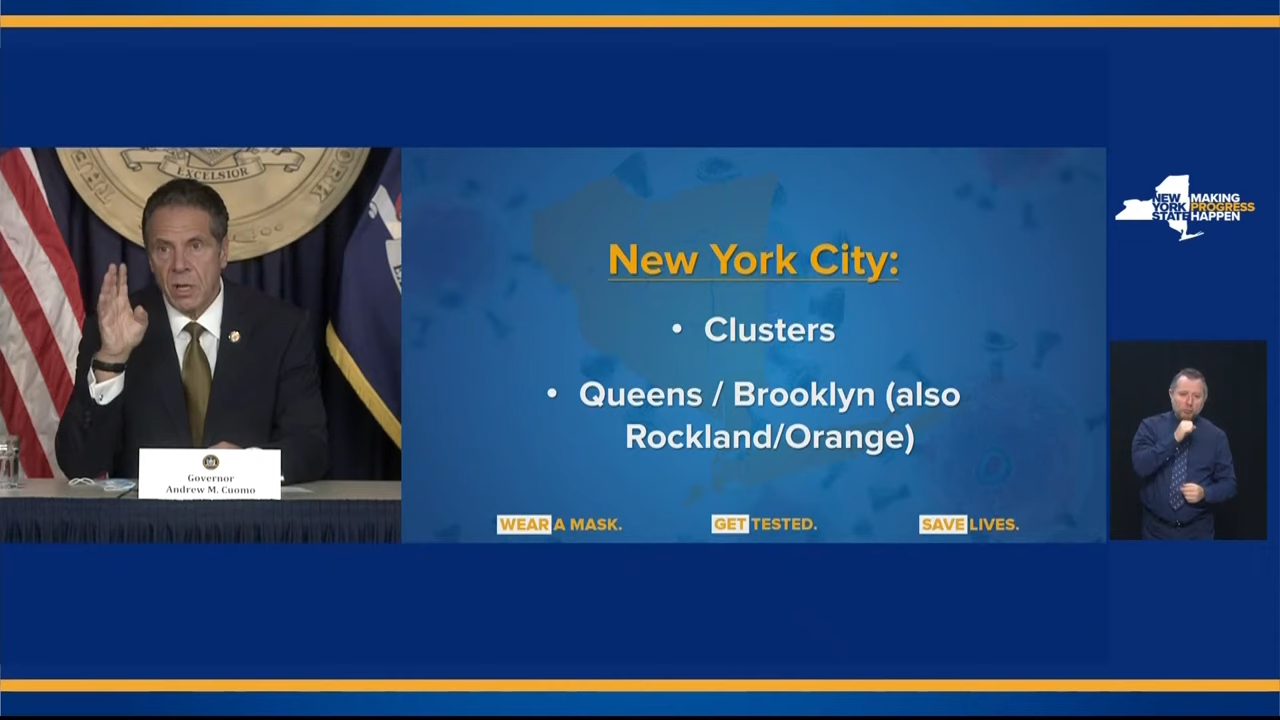 EXCELSIOR
Governor
Andrew M. Cuomo
New York City:
• Clusters
• Queens / Brooklyn (also
Rockland/Orange)
WEAR A MASK.
GET TESTED.
SAVE LIVES.
NEW
YORK
STATE
MAKING
PROGRESS
HAPPEN